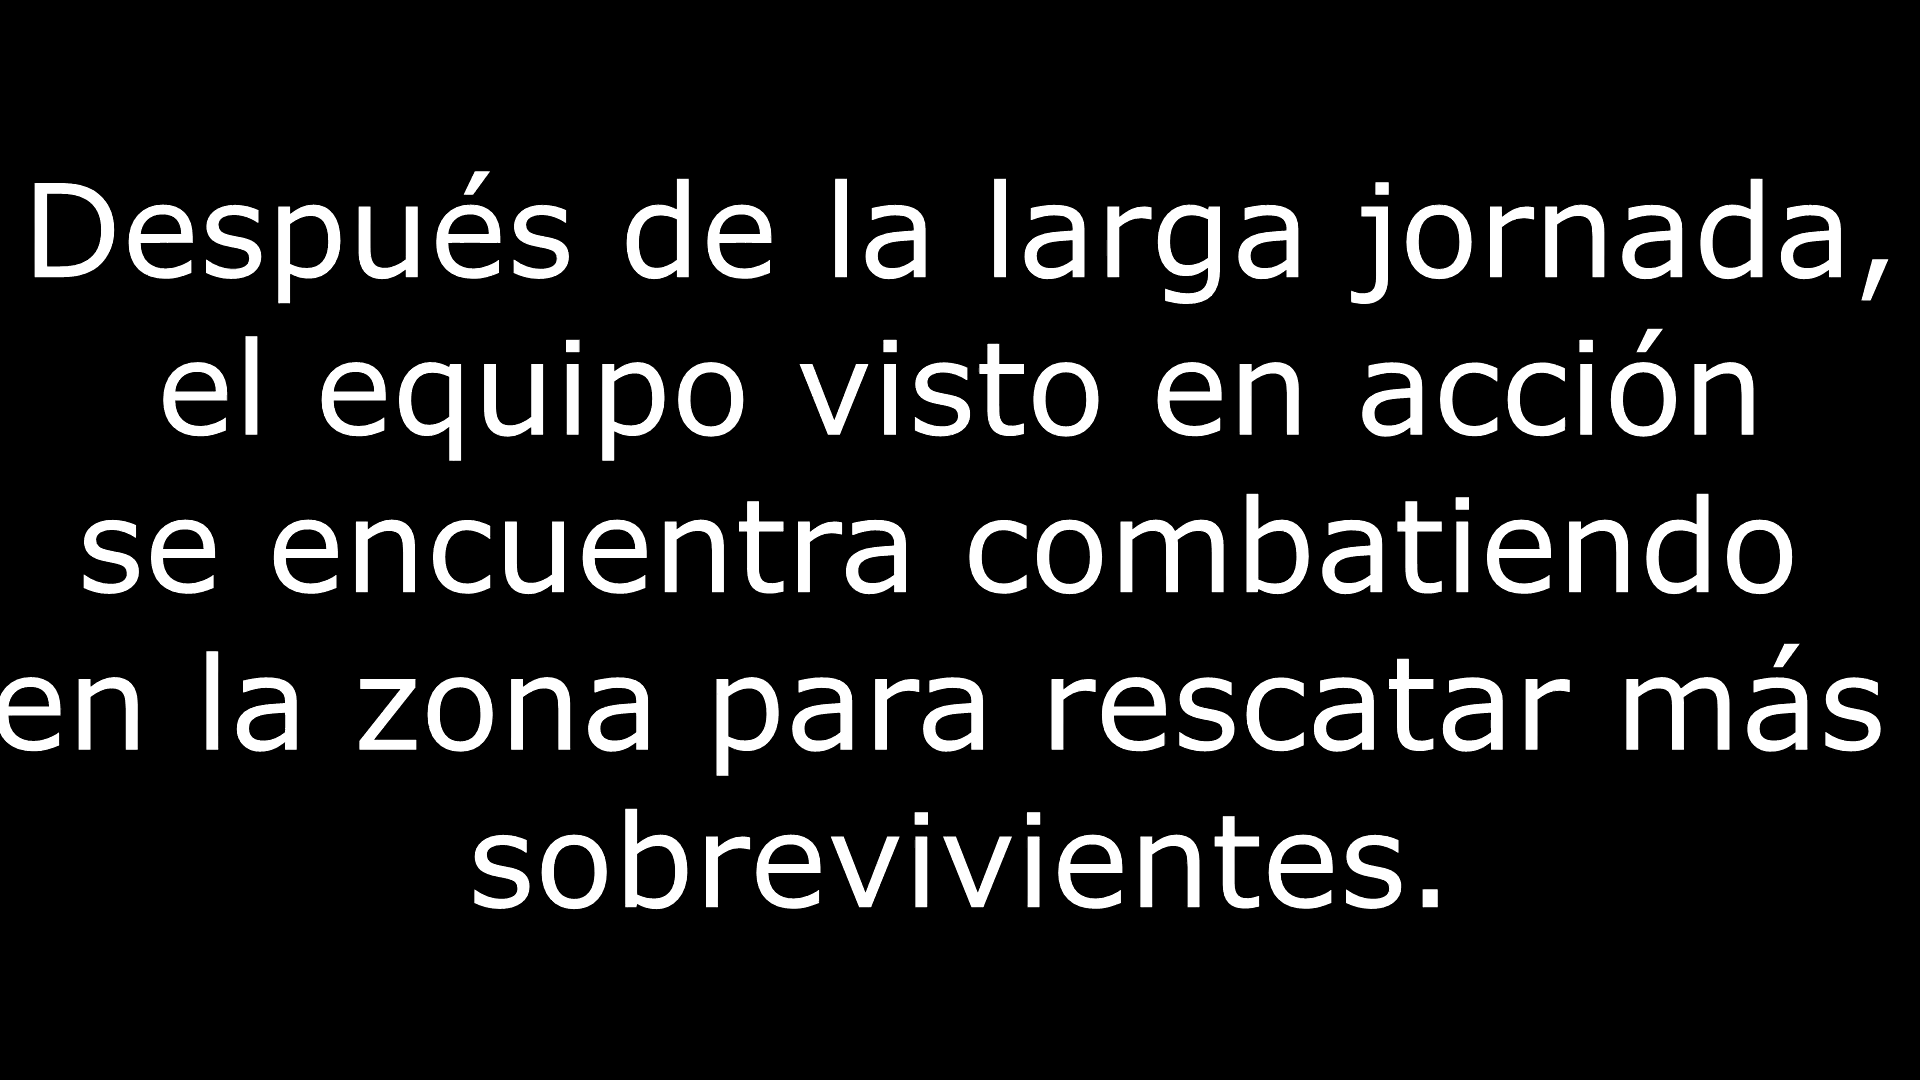 Después de la larga jornada,
el equipo visto en acción
se encuentra combatiendo
en la zona para rescatar más
sobrevivientes.